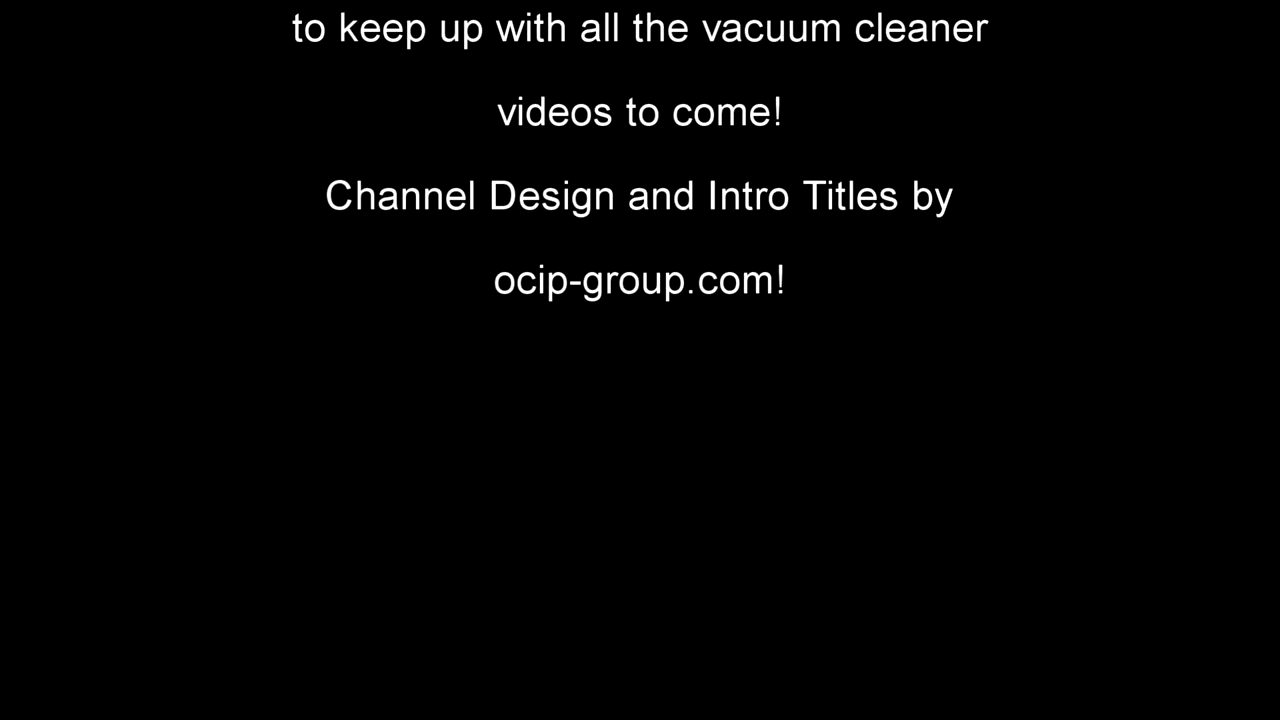 to keep up with all the vacuum cleaner
videos to come!
Channel Design and Intro Titles by
ocip-group.com!